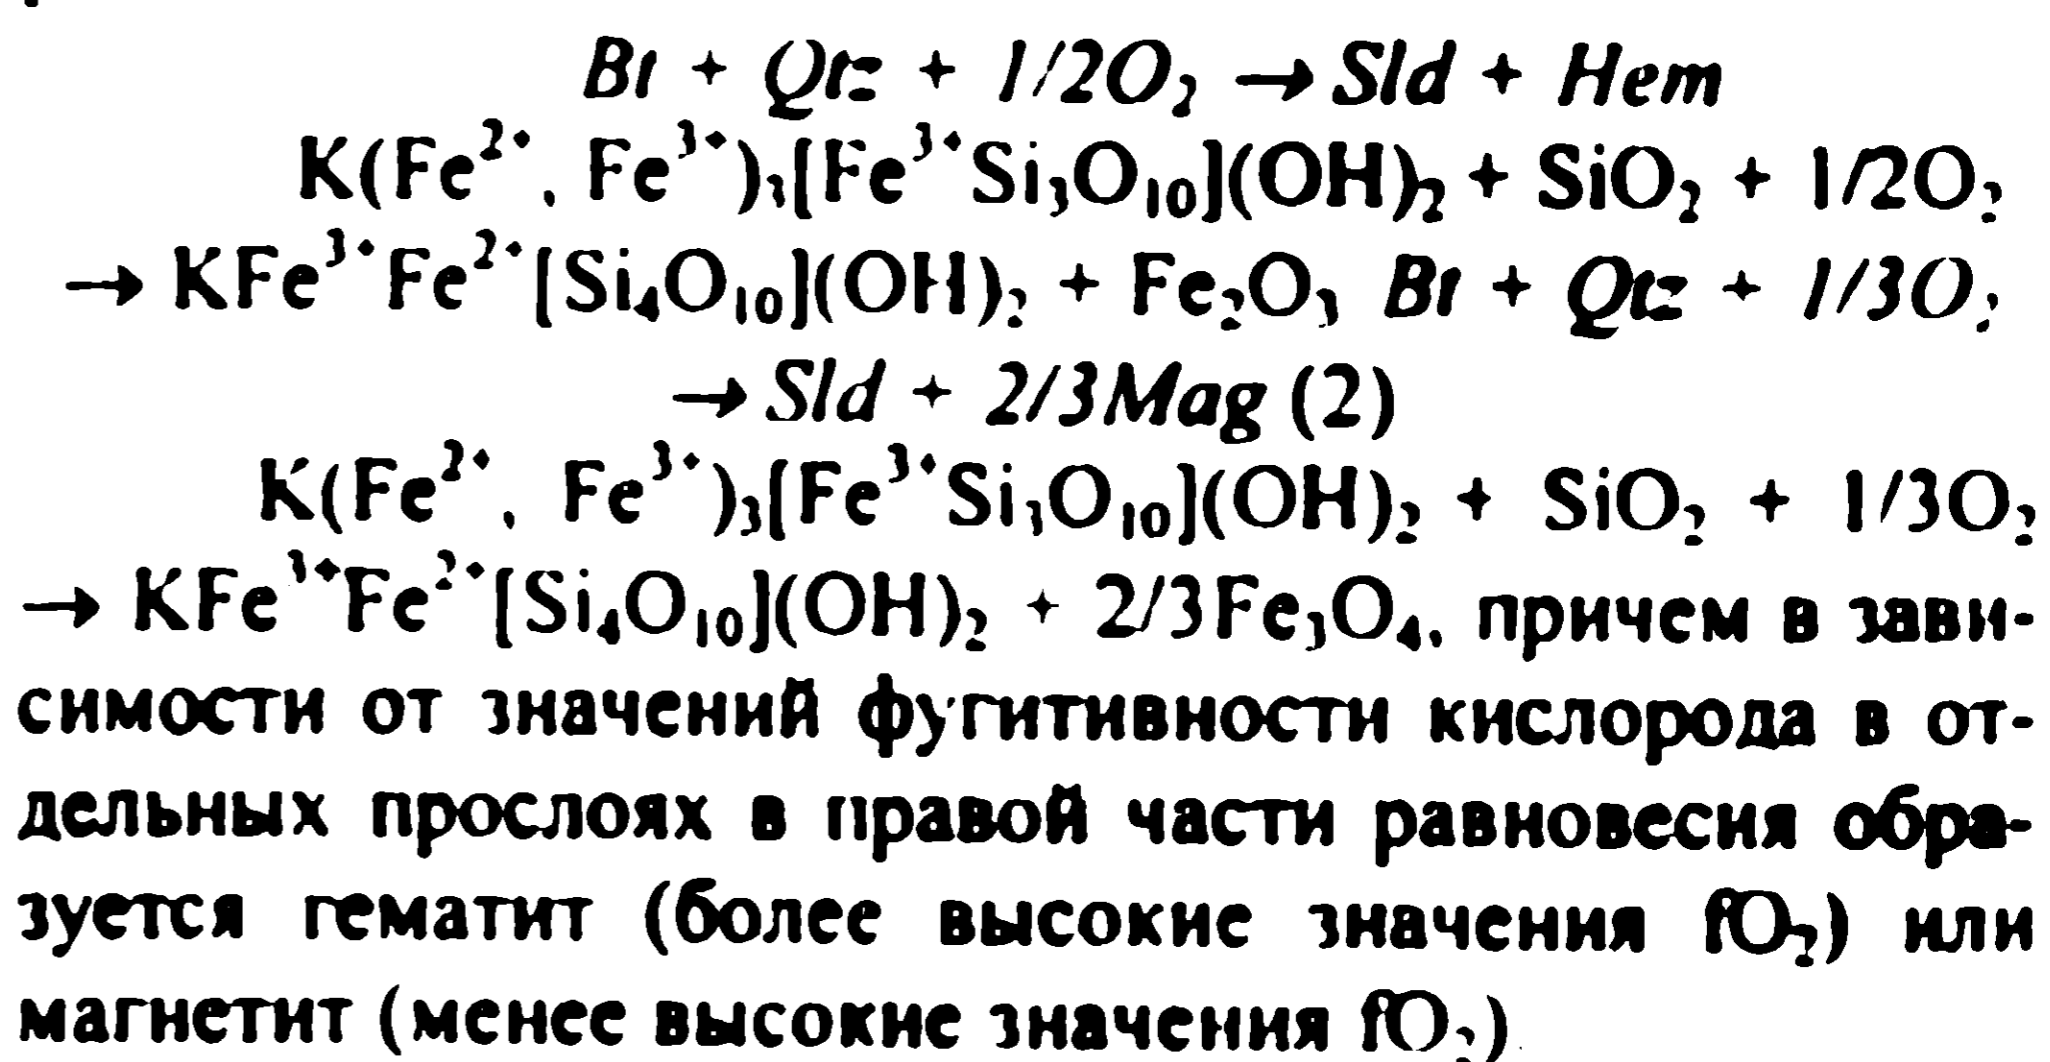 Bt + Qtz + 1/2O₂ → Sld + Hem
K(Fe²⁺, Fe³⁺)₃[Fe³⁺Si₃O₁₀](OH)₂ + SiO₂ + 1/2O₂
→ KFe³⁺Fe²⁺[Si₄O₁₀](OH)₂ + Fe₂O₃ Bt + Qtz + 1/3O₂
→ Sld + 2/3Mag (2)
K(Fe²⁺, Fe³⁺)₃[Fe³⁺Si₃O₁₀](OH)₂ + SiO₂ + 1/3O₂
→ KFe³⁺Fe²⁺[Si₄O₁₀](OH)₂ + 2/3Fe₃O₄, причем в зави-
симости от значений фугитивности кислорода в от-
дельных прослоях в правой части равновесия обра-
зуется гематит (более высокие значения fO₂) или
магнетит (менее высокие значения fO₂).